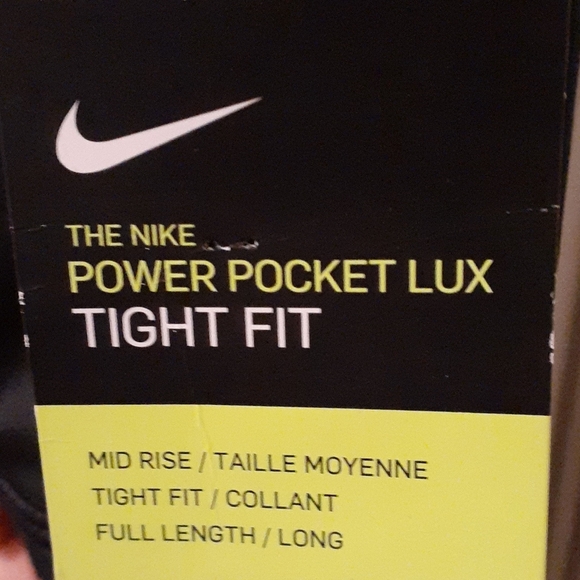 THE NIKE
POWER POCKET LUX
TIGHT FIT
MID RISE / TAILLE MOYENNE
TIGHT FIT / COLLANT
FULL LENGTH / LONG